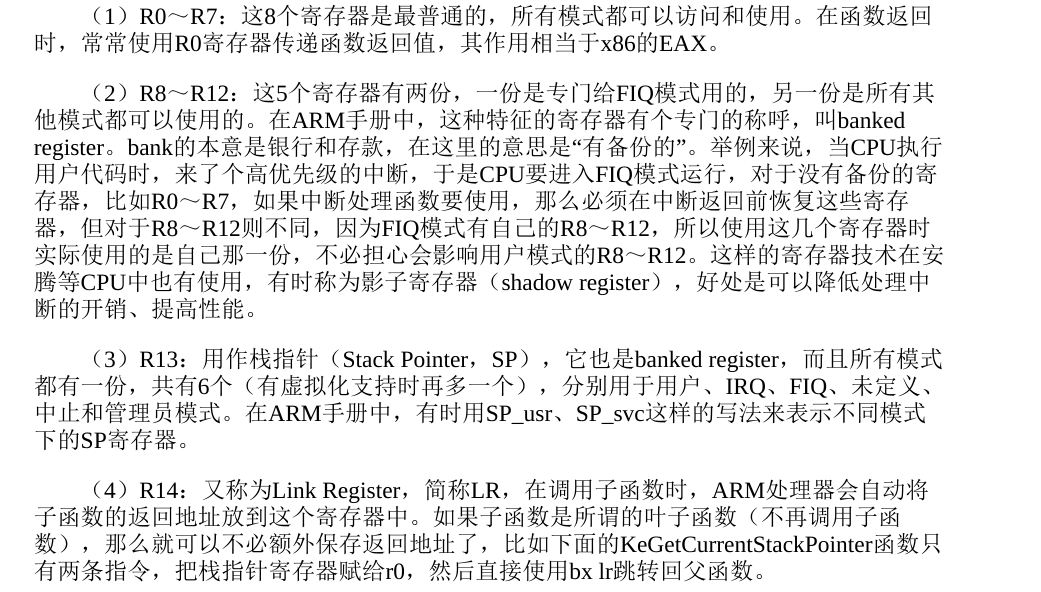 （1）R0～R7：这8个寄存器是最普通的，所有模式都可以访问和使用。在函数返回
时，常常使用R0寄存器传递函数返回值，其作用相当于x86的EAX。
（2）R8～R12：这5个寄存器有两份，一份是专门给FIQ模式用的，另一份是所有其
他模式都可以使用的。在ARM手册中，这种特征的寄存器有个专门的称呼，叫banked
register。bank的本意是银行和存款，在这里的意思是“有备份的”。举例来说，当CPU执行
用户代码时，来了个高优先级的中断，于是CPU要进入FIQ模式运行，对于没有备份的寄
存器，比如R0～R7，如果中断处理函数要使用，那么必须在中断返回前恢复这些寄存
器，但对于R8～R12则不同，因为FIQ模式有自己的R8～R12，所以使用这几个寄存器时
实际使用的是自己那一份，不必担心会影响用户模式的R8～R12。这样的寄存器技术在安
腾等CPU中也有使用，有时称为影子寄存器（shadow register），好处是可以降低处理中
断的开销、提高性能。
（3）R13：用作栈指针（Stack Pointer，SP），它也是banked register，而且所有模式
都有一份，共有6个（有虚拟化支持时再多一个），分别用于用户、IRQ、FIQ、未定义、
中止和管理员模式。在ARM手册中，有时用SP_usr、SP_svc这样的写法来表示不同模式
下的SP寄存器。
（4）R14：又称为Link Register，简称LR，在调用子函数时，ARM处理器会自动将
子函数的返回地址放到这个寄存器中。如果子函数是所谓的叶子函数（不再调用子函
数），那么就可以不必额外保存返回地址了，比如下面的KeGetCurrentStackPointer函数只
有两条指令，把栈指针寄存器赋给r0，然后直接使用bx lr跳转回父函数。